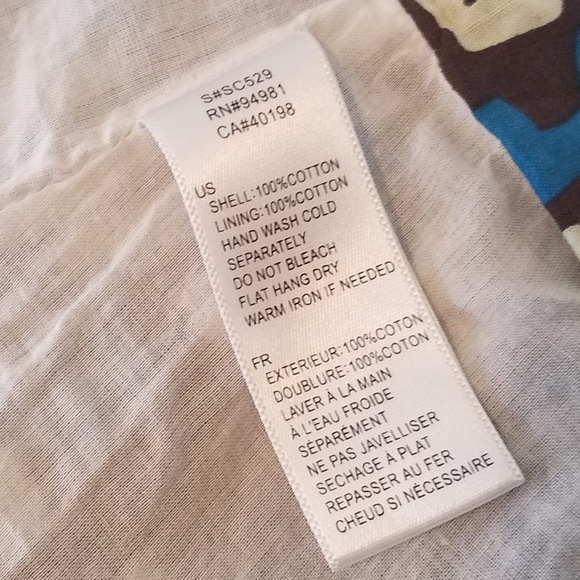 S#SC529
RN#94981
CA#40198
US
SHELL:100%COTTON
LINING:100%COTTON
HAND WASH COLD
SEPARATELY
DO NOT BLEACH
FLAT HANG DRY
WARM IRON IF NEEDED
FR
EXTERIEUR:100%COTON
DOUBLURE:100%COTON
LAVER À LA MAIN
À L'EAU FROIDE
SÉPARÉMENT
NE PAS JAVELLISER
SECHAGE À PLAT
REPASSER AU FER
CHEUD SI NÉCESSAIRE